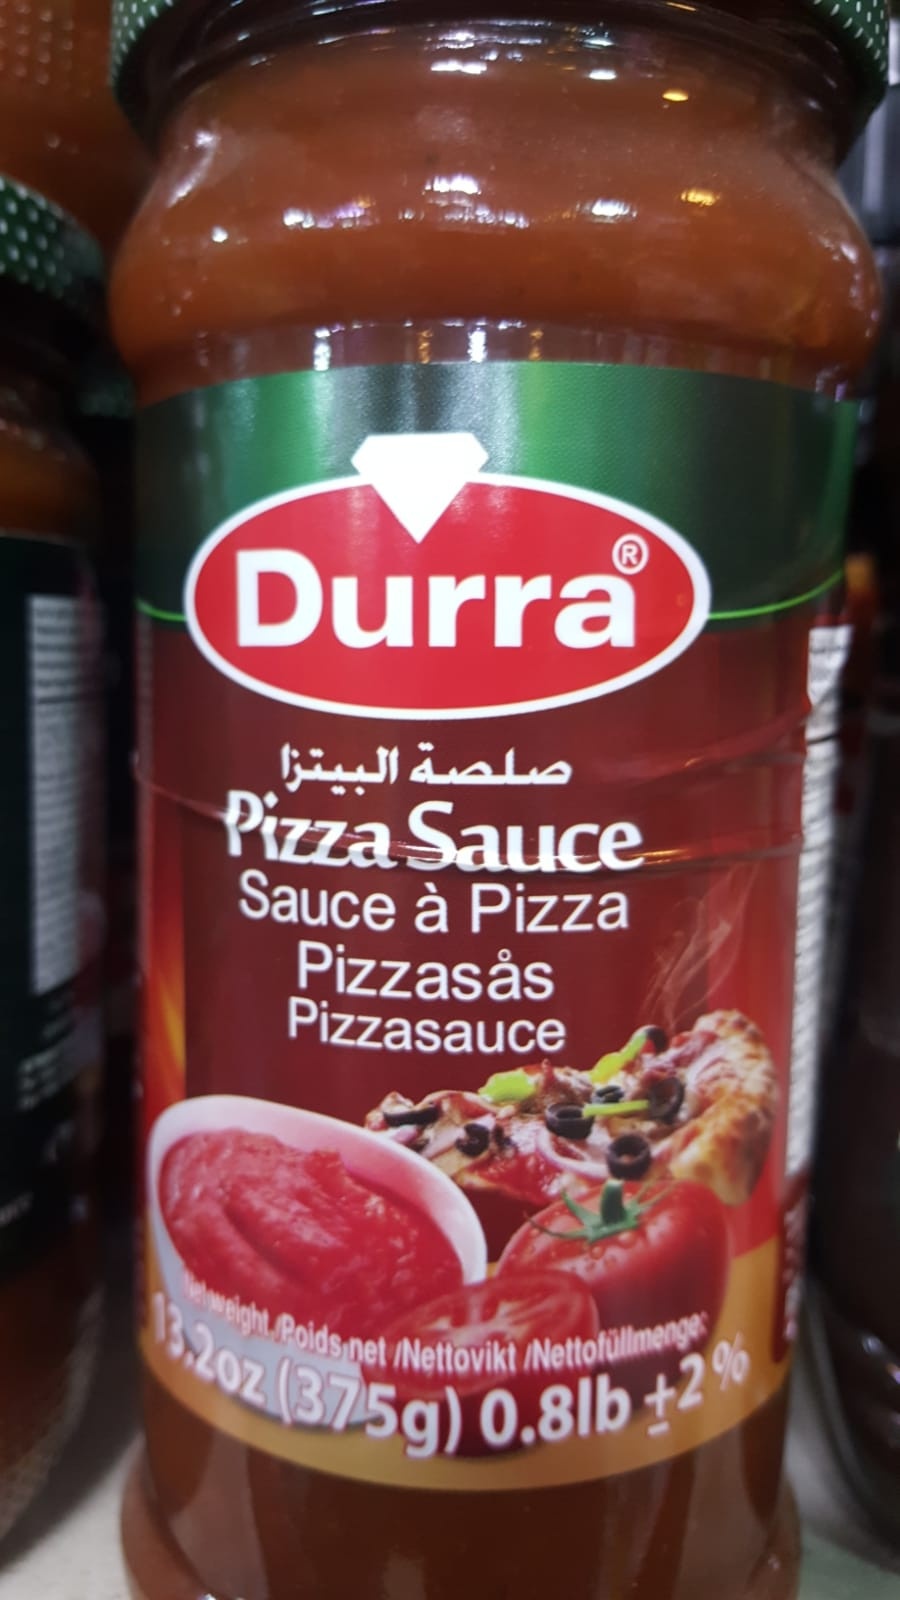 Durra®
صلصة البيتزا
Pizza Sauce
Sauce à Pizza
Pizzasås
Pizzasauce
Net weight /Poids net /Nettovikt /Nettofüllmenge:
13.2oz (375g) 0.8lb ±2%